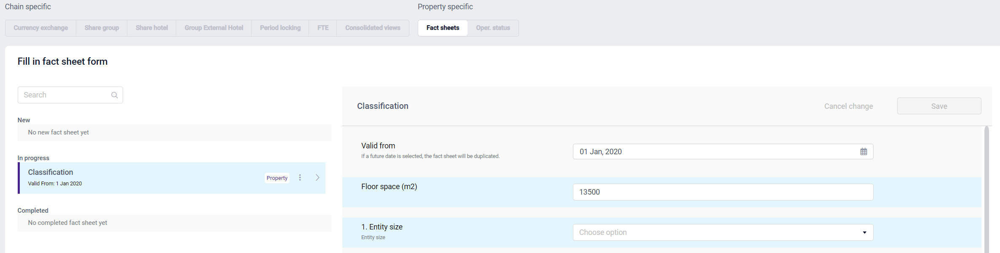 Chain specific
Property specific
Currency exchange
Share group
Share hotel
Group External Hotel
Period locking
FTE
Consolidated views
Fact sheets
Oper. status
Fill in fact sheet form
Search
New
No new fact sheet yet
In progress
Classification
Valid From: 1 Jan 2020
Property
Completed
No completed fact sheet yet
Classification
Cancel change
Save
Valid from
If a future date is selected, the fact sheet will be duplicated.
01 Jan, 2020
Floor space (m2)
13500
1. Entity size
Entity size
Choose option